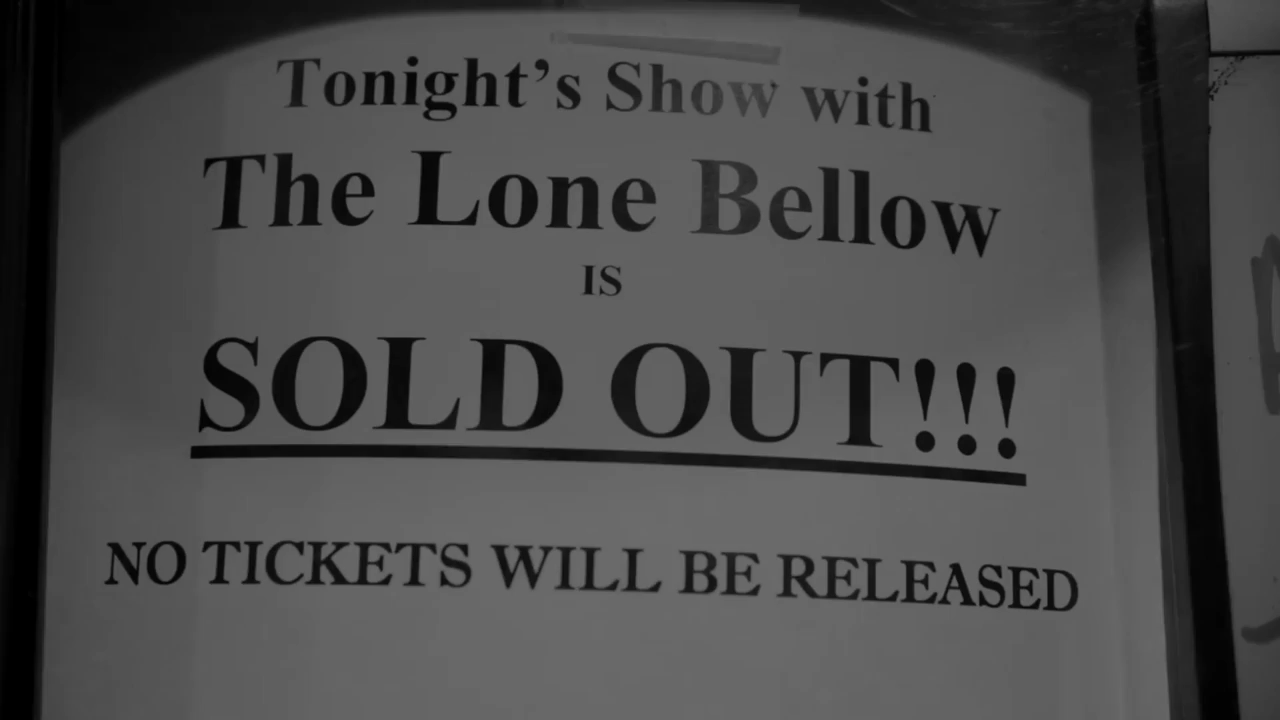 Tonight's Show with
The Lone Bellow
IS
SOLD OUT!!!
NO TICKETS WILL BE RELEASED